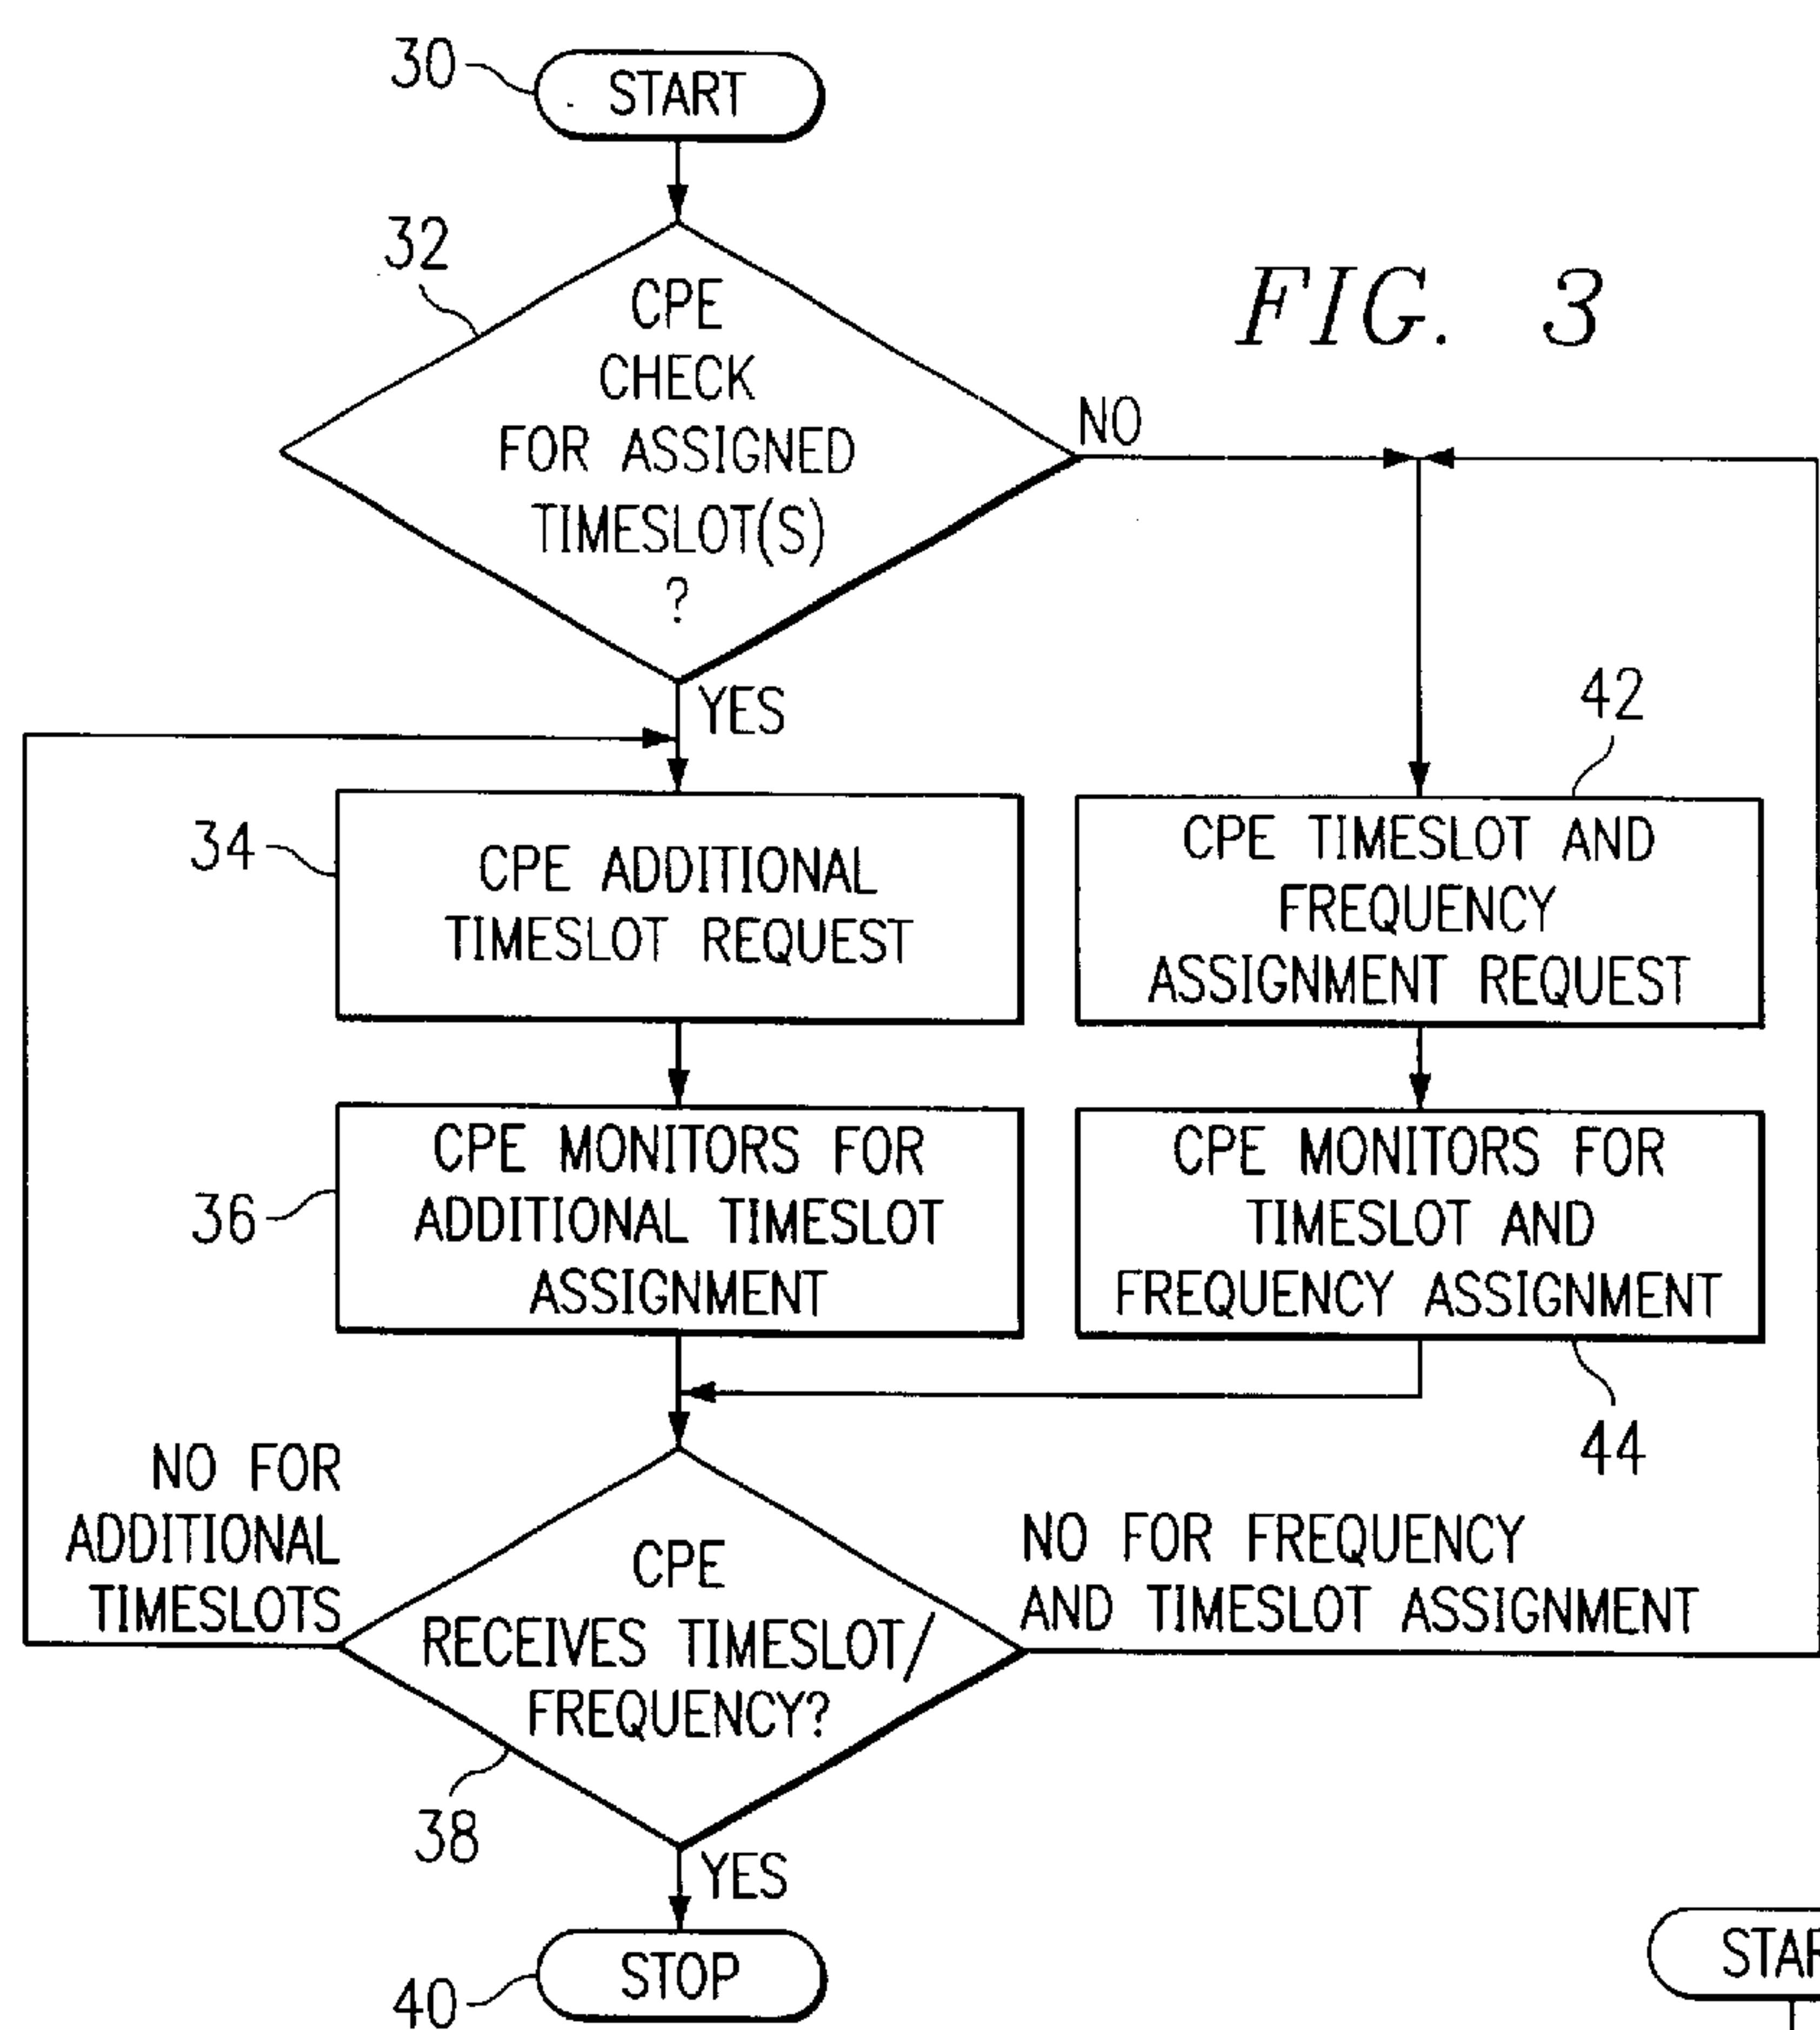 30
START
32
CPE
CHECK
FOR ASSIGNED
TIMESLOT(S)
?
FIG. 3
NO
YES
34
CPE ADDITIONAL
TIMESLOT REQUEST
42
CPE TIMESLOT AND
FREQUENCY
ASSIGNMENT REQUEST
36
CPE MONITORS FOR
ADDITIONAL TIMESLOT
ASSIGNMENT
CPE MONITORS FOR
TIMESLOT AND
FREQUENCY ASSIGNMENT
44
NO FOR
ADDITIONAL
TIMESLOTS
CPE
RECEIVES TIMESLOT/
FREQUENCY?
NO FOR FREQUENCY
AND TIMESLOT ASSIGNMENT
38
YES
40
STOP